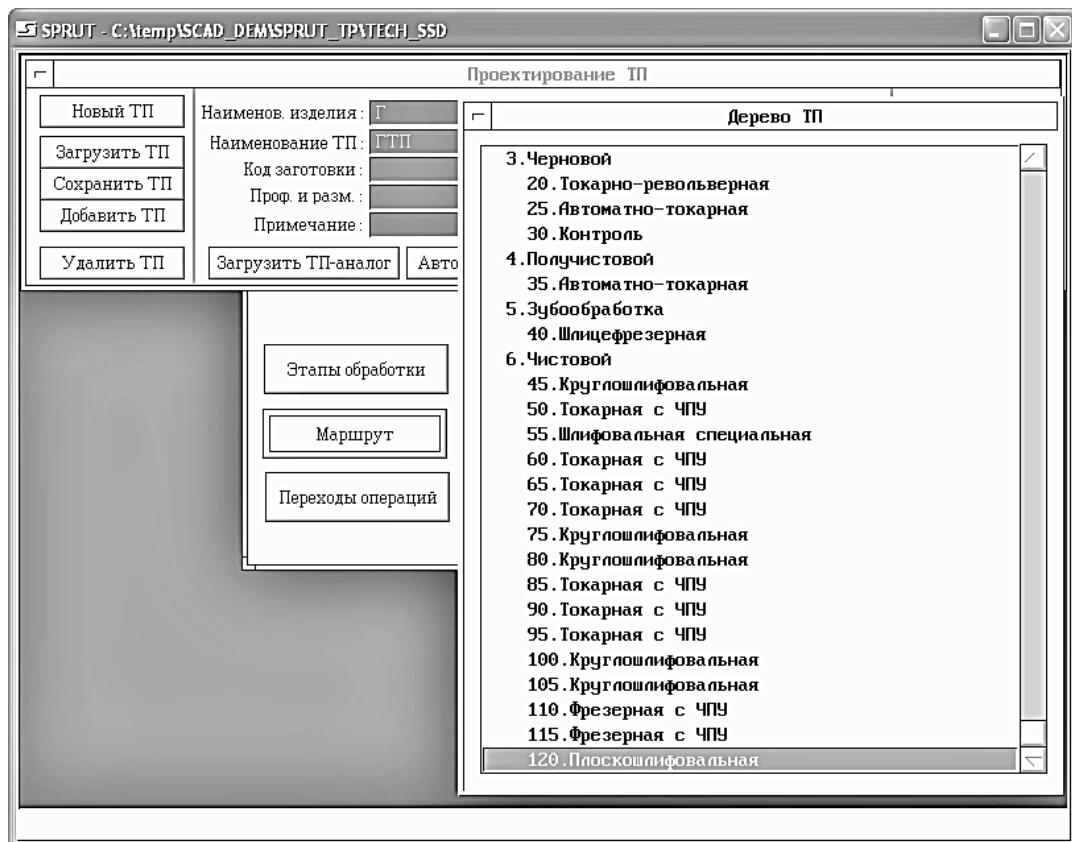 SPRUT - C:\temp\SCAD_DEM\SPRUT_TP\TECH_SSD
Проектирование ТП
Новый ТП
Загрузить ТП
Сохранить ТП
Добавить ТП
Удалить ТП
Наименов. изделия : Г
Наименование ТП : ГТП
Код заготовки :
Проф. и разм. :
Примечание :
Загрузить ТП-аналог
Авто
Этапы обработки
Маршрут
Переходы операций
Дерево ТП
3.Черновой
20.Токарно-револьверная
25.Автоматно-токарная
30.Контроль
4.Получистовой
35.Автоматно-токарная
5.Зубообработка
40.Шлицефрезерная
6.Чистовой
45.Круглошлифовальная
50.Токарная с ЧПУ
55.Шлифовальная специальная
60.Токарная с ЧПУ
65.Токарная с ЧПУ
70.Токарная с ЧПУ
75.Круглошлифовальная
80.Круглошлифовальная
85.Токарная с ЧПУ
90.Токарная с ЧПУ
95.Токарная с ЧПУ
100.Круглошлифовальная
105.Круглошлифовальная
110.Фрезерная с ЧПУ
115.Фрезерная с ЧПУ
120.Плоскошлифовальная